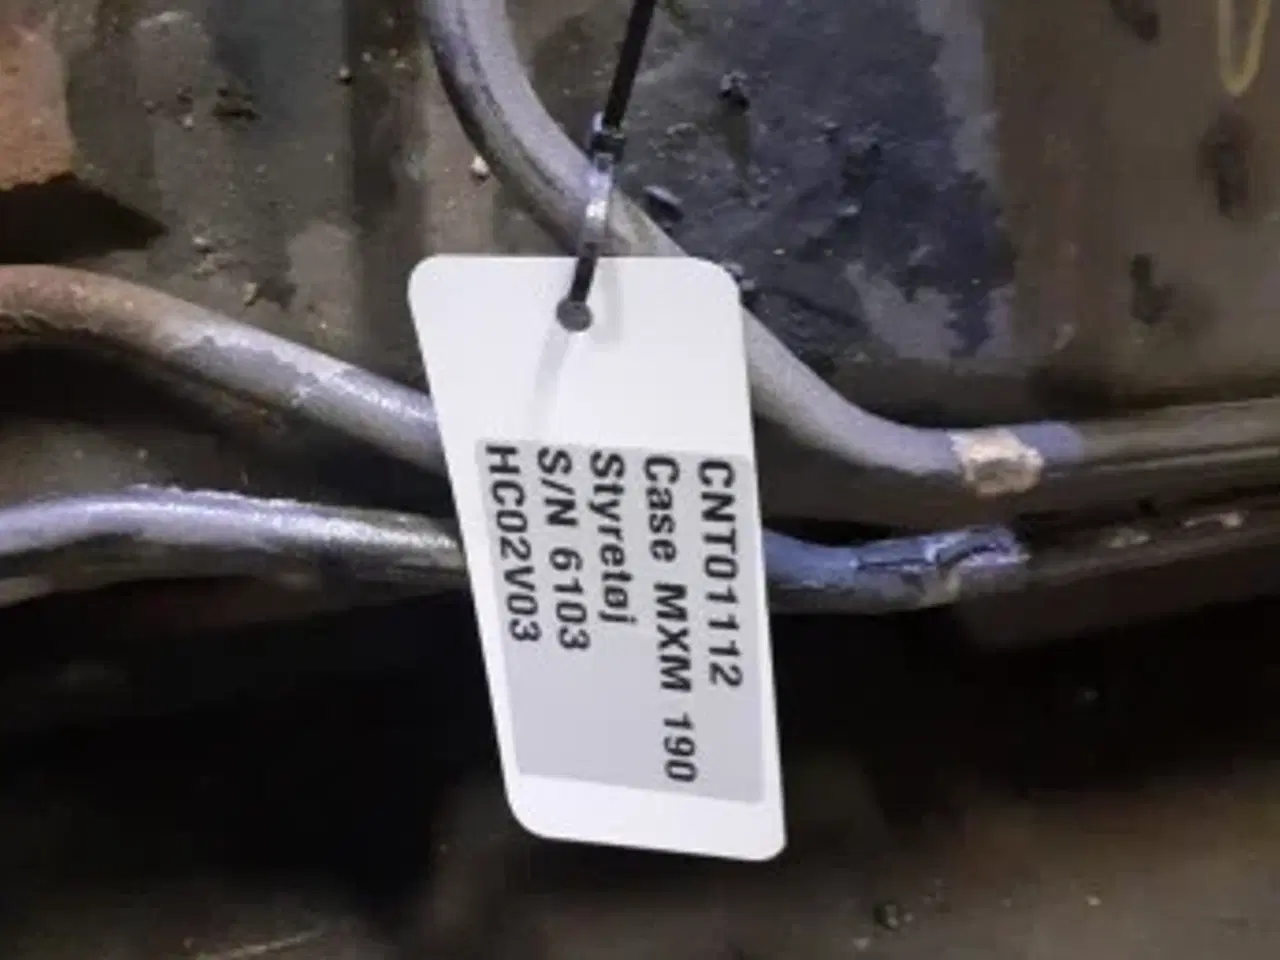 CNT01112
Case MXM 190
Styretøj
S/N 6103
HC02V03